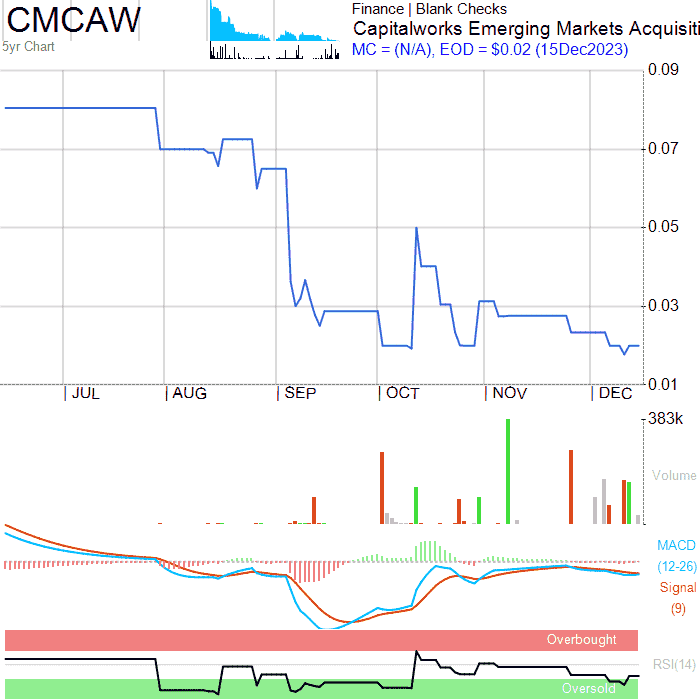 CMCAW
5yr Chart
Finance | Blank Checks
Capitalworks Emerging Markets Acquisiti
MC = (N/A), EOD = $0.02 (15Dec2023)
0.09
0.07
0.05
0.03
0.01
JUL AUG SEP OCT NOV DEC
383k
Volume
MACD
(12-26)
Signal
(9)
Overbought
RSI(14)
Oversold